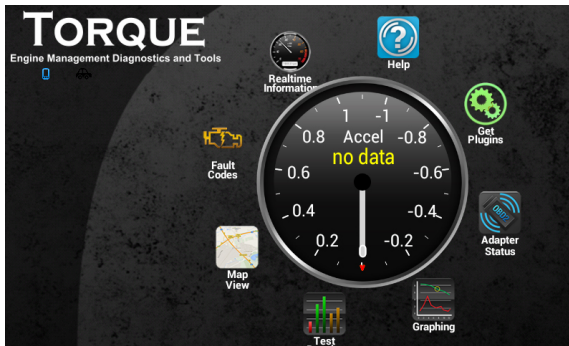 TORQUE
Engine Management Diagnostics and Tools
Help
Realtime
Information
Get
Plugins
1 -1
0.8 Accel -0.8
no data
Fault
Codes
0.6 -0.6
0.4 -0.4
OBD2
Adapter
Status
0.2 0 -0.2
Map
View
Graphing
Test